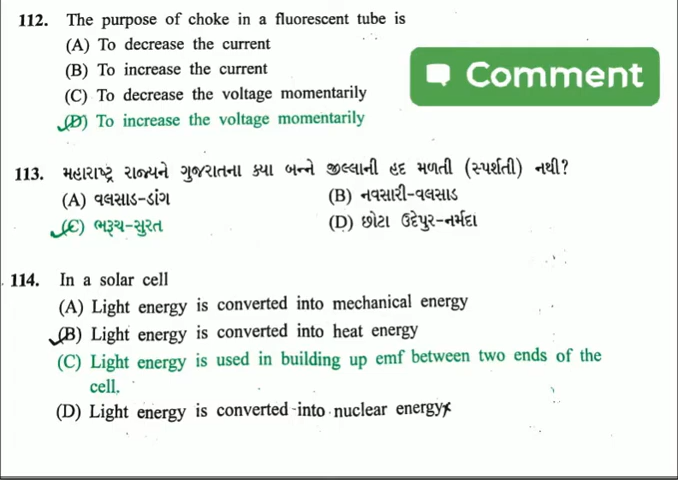 112. The purpose of choke in a fluorescent tube is
(A) To decrease the current
(B) To increase the current
(C) To decrease the voltage momentarily
(D) To increase the voltage momentarily
Comment
113. મહારાષ્ટ્ર રાજ્યને ગુજરાતના ક્યા બન્ને જીલ્લાની હદ મળતી (સ્પર્શતી) નથી?
(A) વલસાડ-ડાંગ (B) નવસારી-વલસાડ
(C) ભરૂચ-સુરત (D) છોટા ઉદેપુર-નર્મદા
114. In a solar cell
(A) Light energy is converted into mechanical energy
(B) Light energy is converted into heat energy
(C) Light energy is used in building up emf between two ends of the
cell.
(D) Light energy is converted into nuclear energy